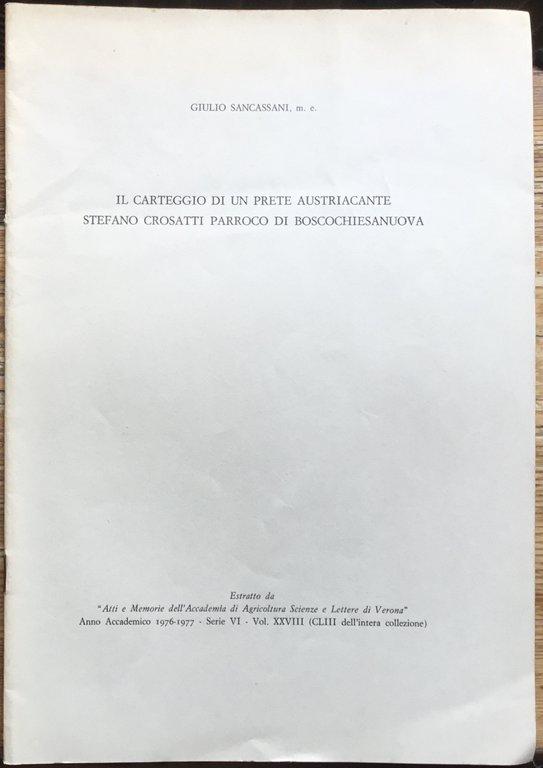 GIULIO SANCASSANI, m. e.
IL CARTEGGIO DI UN PRETE AUSTRIACANTE
STEFANO CROSATTI PARROCO DI BOSCOCHIESANUOVA
Estratto da
"Atti e Memorie dell'Accademia di Agricoltura Scienze e Lettere di Verona"
Anno Accademico 1976-1977 - Serie VI - Vol. XXVIII (CLIII dell'intera collezione)